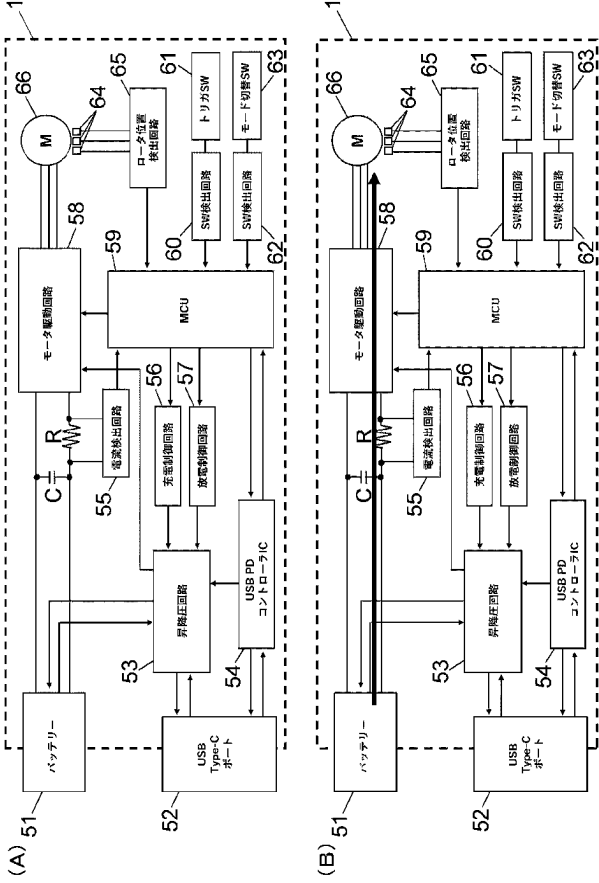 (A)
1
66
M
64
65
ロータ位置
検出回路
61
トリガSW
63
モード切替SW
SW検出回路
60
SW検出回路
62
58
モータ駆動回路
59
MCU
R
C
電流検出回路
55
56
充電制御回路
57
放電制御回路
昇降圧回路
53
USB PD
コントローラIC
54
バッテリー
51
USB
Type-C
ポート
52
(B)
1
66
M
64
65
ロータ位置
検出回路
61
トリガSW
63
モード切替SW
SW検出回路
60
SW検出回路
62
58
モータ駆動回路
59
MCU
R
C
電流検出回路
55
56
充電制御回路
57
放電制御回路
昇降圧回路
53
USB PD
コントローラIC
54
バッテリー
51
USB
Type-C
ポート
52